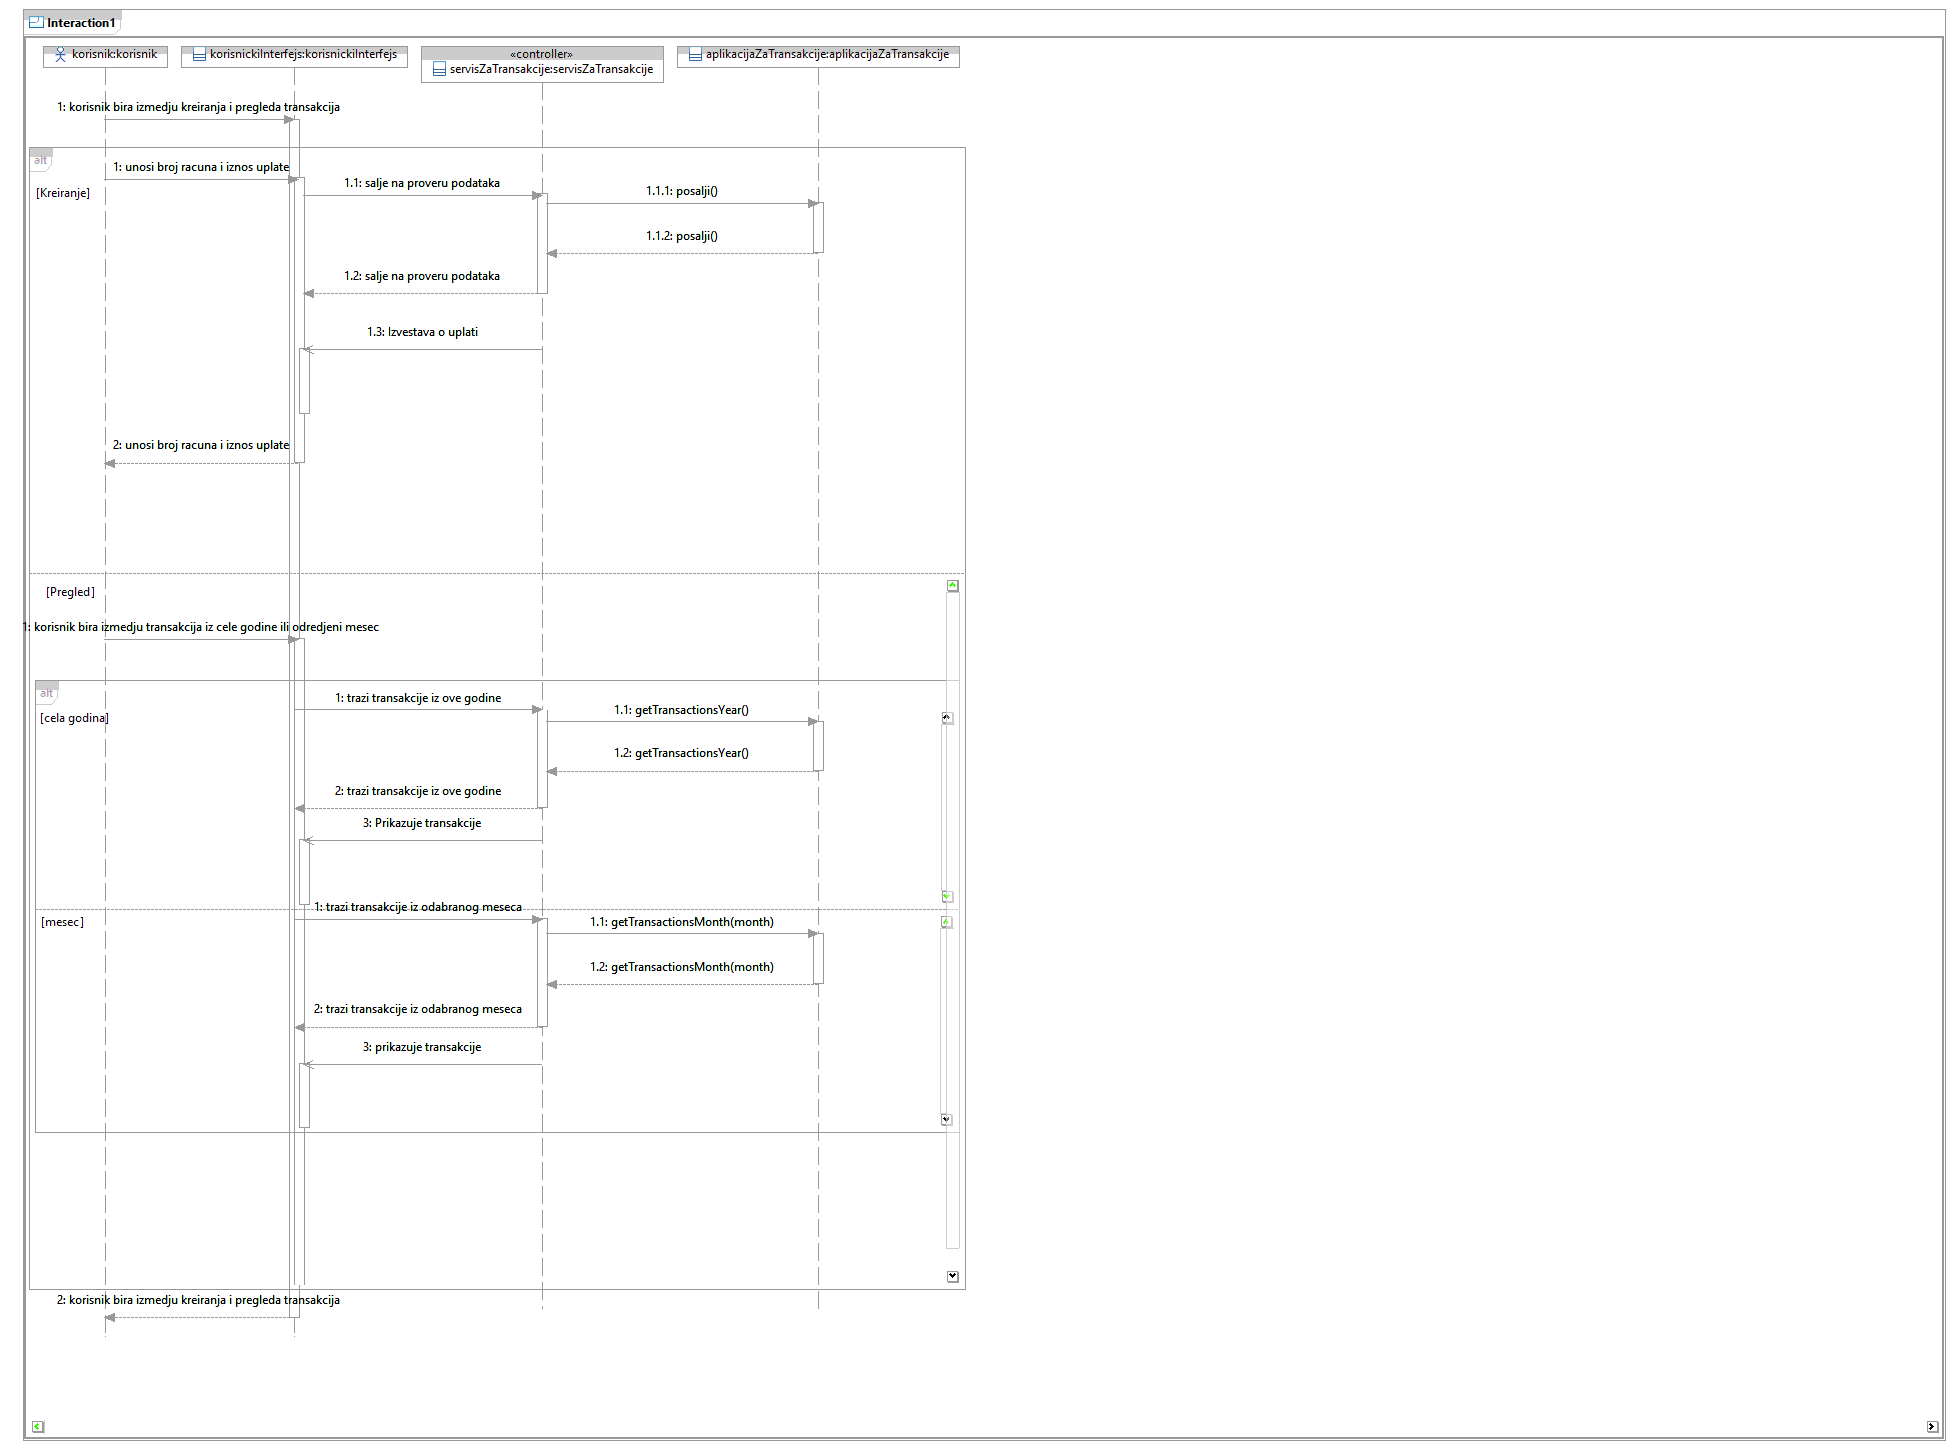 Interaction1
korisnik:korisnik
korisnickiInterfejs:korisnickiInterfejs
«controller»
servisZaTransakcije:servisZaTransakcije
aplikacijaZaTransakcije:aplikacijaZaTransakcije
1: korisnik bira izmedju kreiranja i pregleda transakcija
alt
1: unosi broj racuna i iznos uplate
[Kreiranje]
1.1: salje na proveru podataka
1.1.1: posalji()
1.1.2: posalji()
1.2: salje na proveru podataka
1.3: Izvestava o uplati
2: unosi broj racuna i iznos uplate
[Pregled]
1: korisnik bira izmedju transakcija iz cele godine ili odredjeni mesec
alt
[cela godina]
1: trazi transakcije iz ove godine
1.1: getTransactionsYear()
1.2: getTransactionsYear()
2: trazi transakcije iz ove godine
3: Prikazuje transakcije
[mesec]
1: trazi transakcije iz odabranog meseca
1.1: getTransactionsMonth(month)
1.2: getTransactionsMonth(month)
2: trazi transakcije iz odabranog meseca
3: prikazuje transakcije
2: korisnik bira izmedju kreiranja i pregleda transakcija